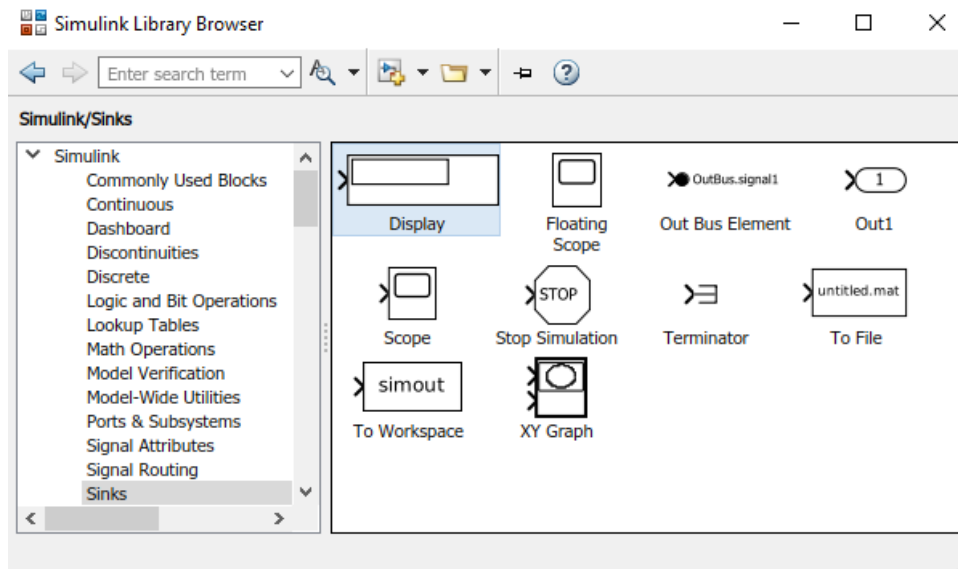 Simulink Library Browser
Enter search term
Simulink/Sinks
Simulink
Commonly Used Blocks
Continuous
Dashboard
Discontinuities
Discrete
Logic and Bit Operations
Lookup Tables
Math Operations
Model Verification
Model-Wide Utilities
Ports & Subsystems
Signal Attributes
Signal Routing
Sinks
Display
Floating
Scope
OutBus.signal1
Out Bus Element
1
Out1
Scope
STOP
Stop Simulation
Terminator
untitled.mat
To File
simout
To Workspace
XY Graph